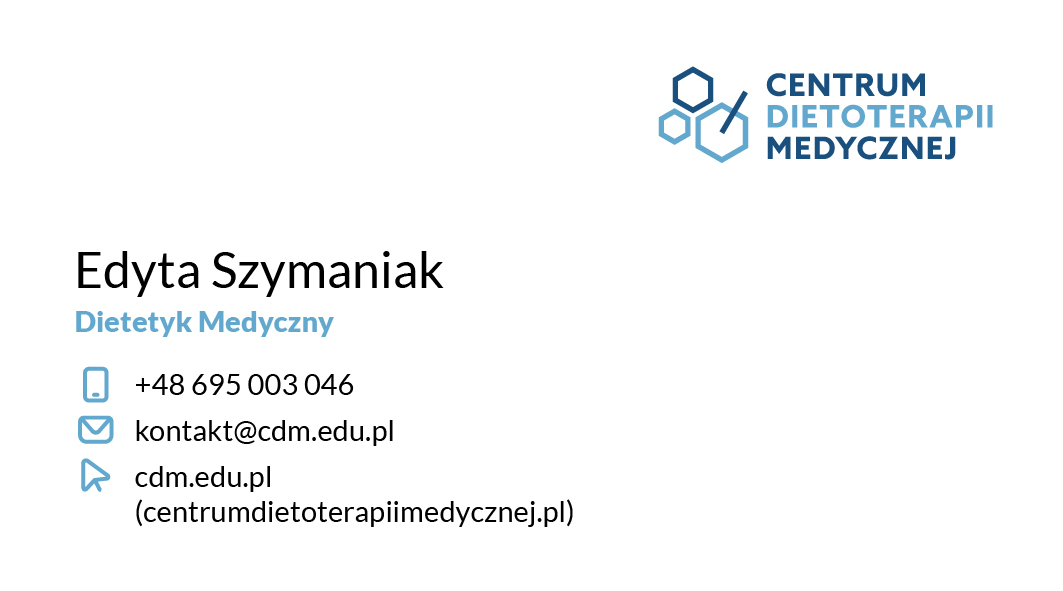 CENTRUM
DIETOTERAPII
MEDYCZNEJ
Edyta Szymaniak
Dietetyk Medyczny
+48 695 003 046
kontakt@cdm.edu.pl
cdm.edu.pl
(centrumdietoterapiimedycznej.pl)